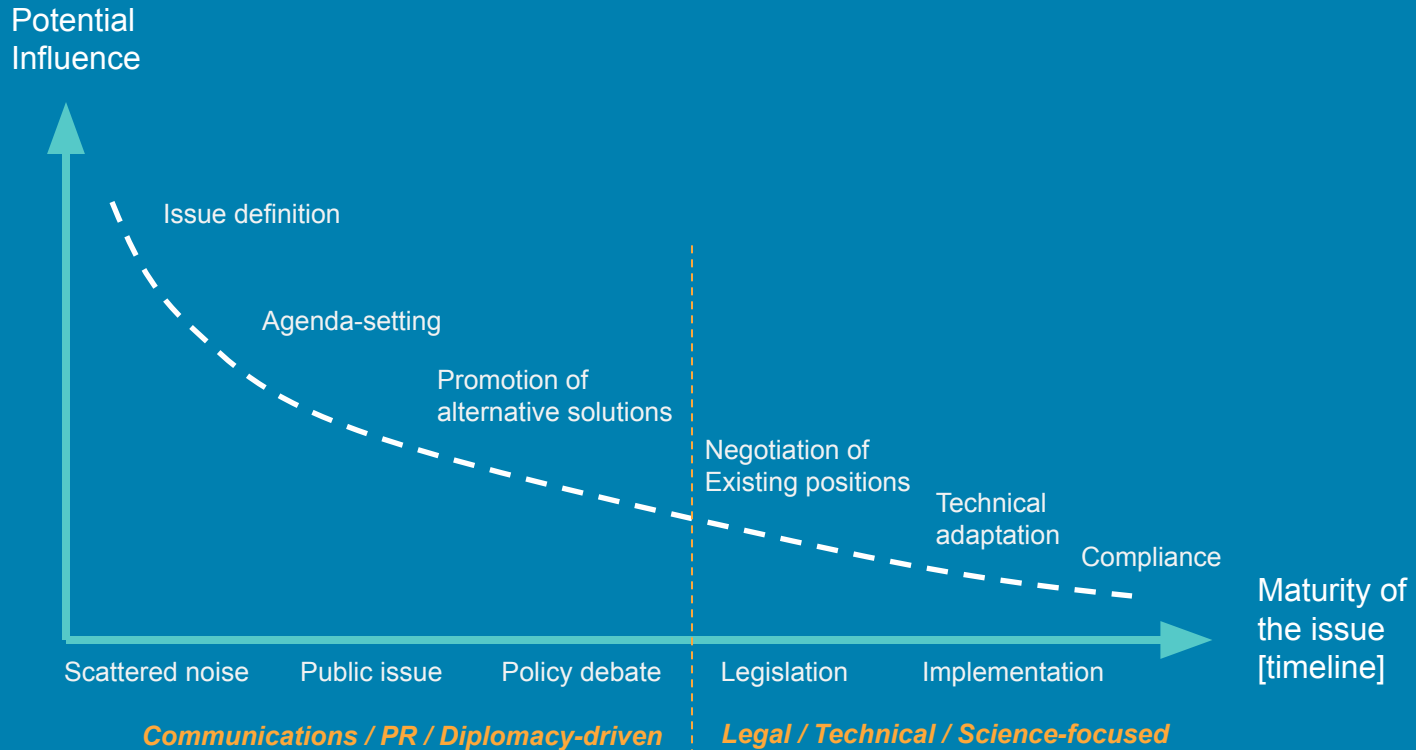 Potential
Influence
Issue definition
Agenda-setting
Promotion of
alternative solutions
Negotiation of
Existing positions
Technical
adaptation
Compliance
Maturity of
the issue
[timeline]
Scattered noise
Public issue
Policy debate
Legislation
Implementation
Communications / PR / Diplomacy-driven
Legal / Technical / Science-focused